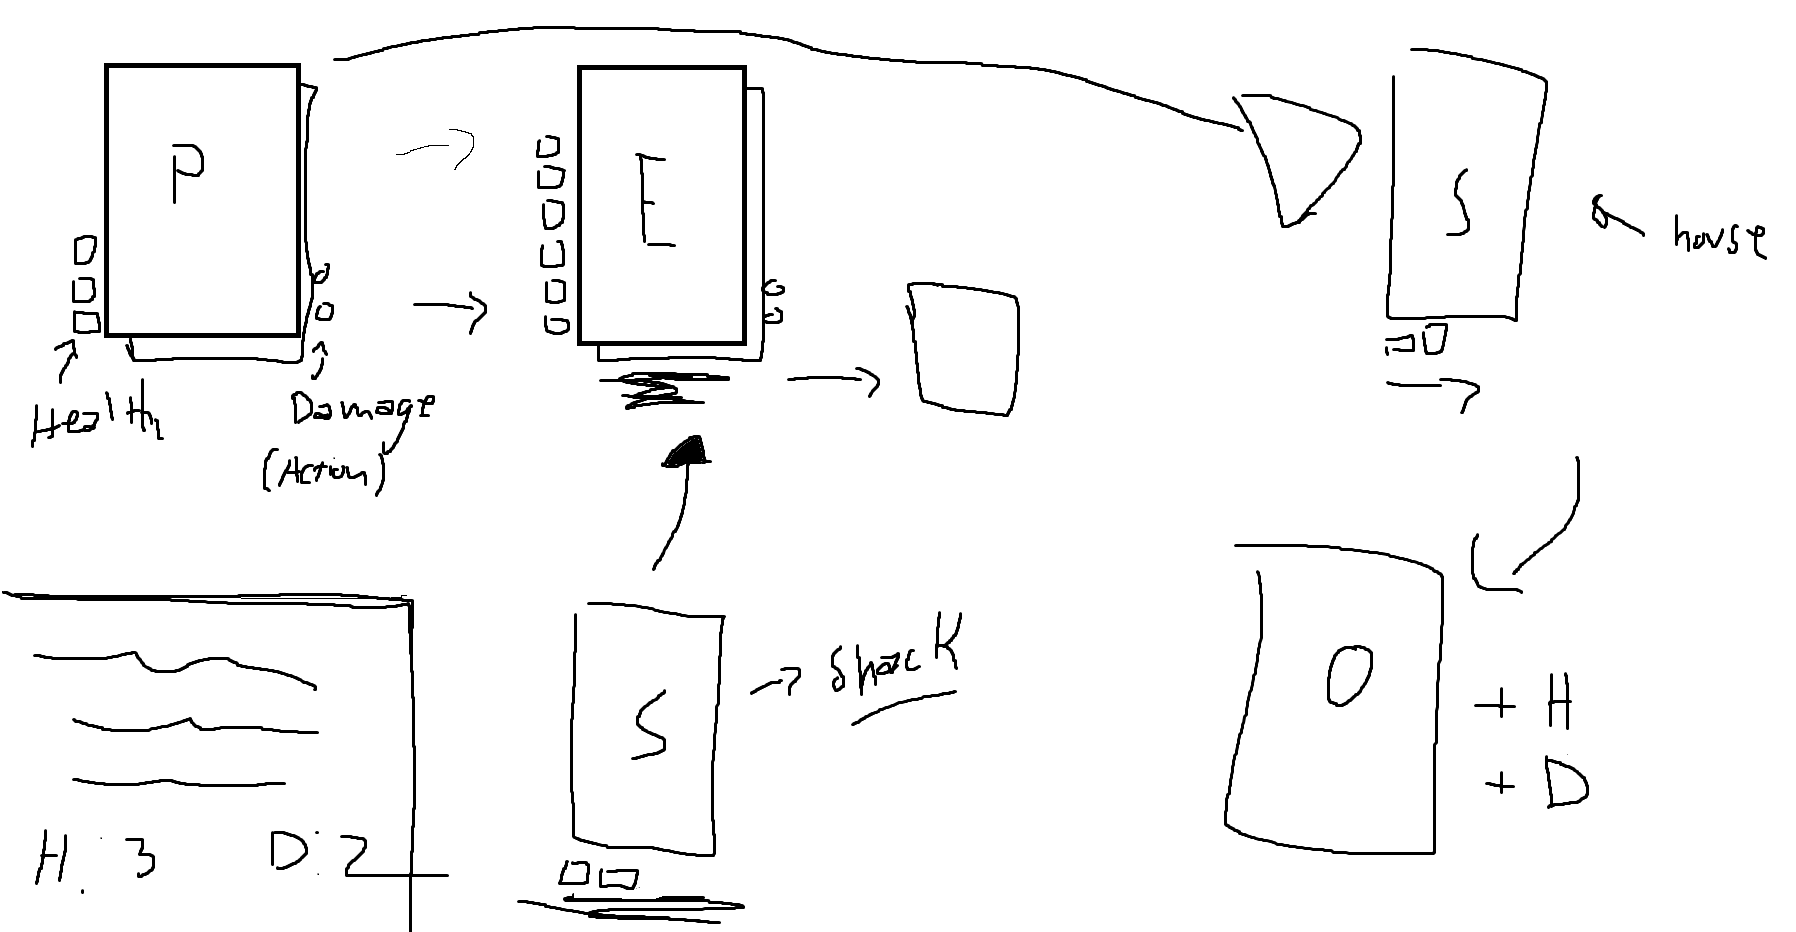 P
E
S
house
Health
Damage
(Action)
S
Shack
O
+ H
+ D
H: 3 D: 2